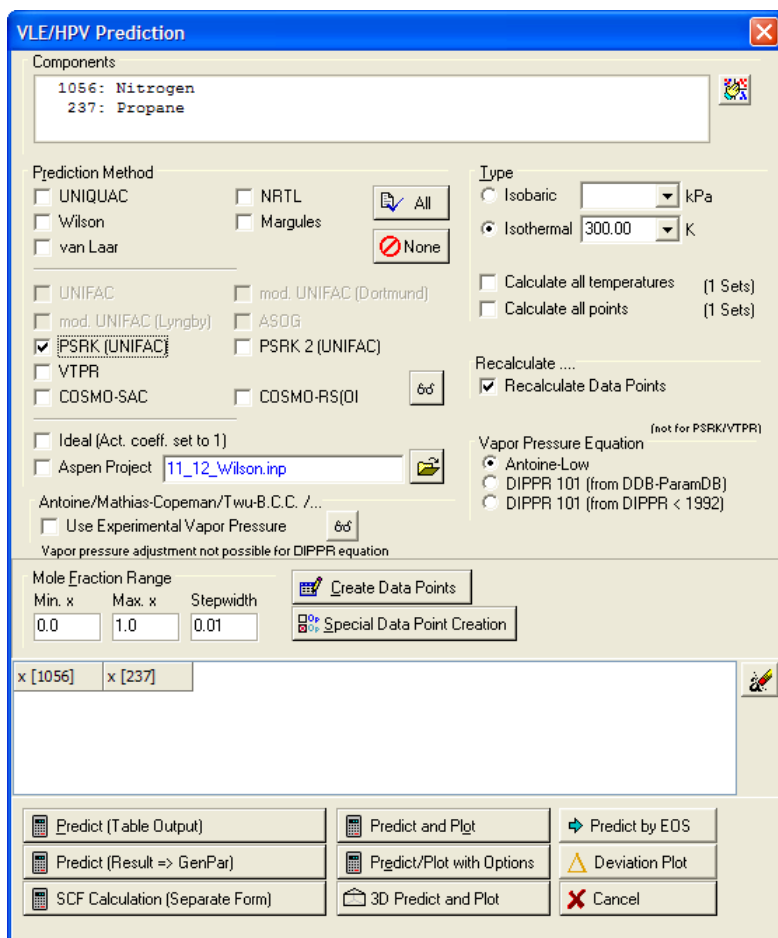 VLE/HPV Prediction
Components
1056: Nitrogen
237: Propane
Prediction Method
UNIQUAC
NRTL
All
Wilson
Margules
van Laar
None
UNIFAC
mod. UNIFAC (Dortmund)
mod. UNIFAC (Lyngby)
ASOG
PSRK (UNIFAC)
PSRK 2 (UNIFAC)
VTPR
COSMO-SAC
COSMO-RS(Ol
Ideal (Act. coeff. set to 1)
Aspen Project
11_12_Wilson.inp
Type
Isobaric
kPa
Isothermal
300.00
K
Calculate all temperatures
(1 Sets)
Calculate all points
(1 Sets)
Recalculate ....
Recalculate Data Points
(not for PSRK/VTPR)
Vapor Pressure Equation
Antoine-Low
DIPPR 101 (from DDB-ParamDB)
DIPPR 101 (from DIPPR < 1992)
Antoine/Mathias-Copeman/Twu-B.C.C. /...
Use Experimental Vapor Pressure
Vapor pressure adjustment not possible for DIPPR equation
Mole Fraction Range
Min. x Max. x Stepwidth
0.0 1.0 0.01
Create Data Points
Special Data Point Creation
x [1056] x [237]
Predict (Table Output)
Predict and Plot
Predict by EOS
Predict (Result => GenPar)
Predict/Plot with Options
Deviation Plot
SCF Calculation (Separate Form)
3D Predict and Plot
Cancel